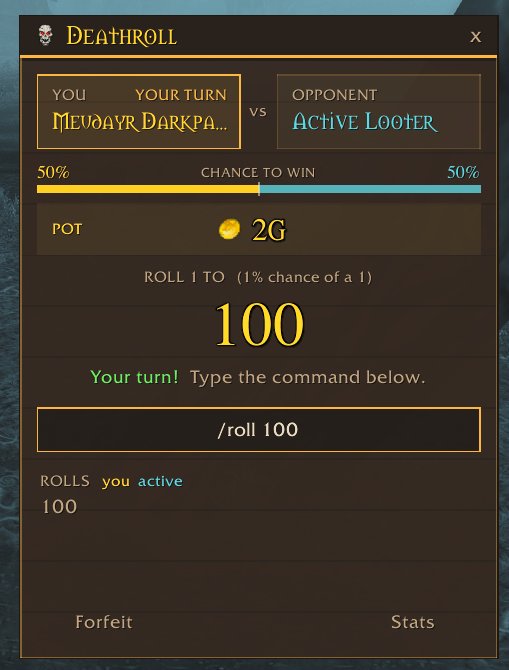 Deathroll x
YOU YOUR TURN
Meudayr Darkpa...
vs
OPPONENT
Active Looter
50% CHANCE TO WIN 50%
POT 2G
ROLL 1 TO (1% chance of a 1)
100
Your turn! Type the command below.
/roll 100
ROLLS you active
100
Forfeit Stats